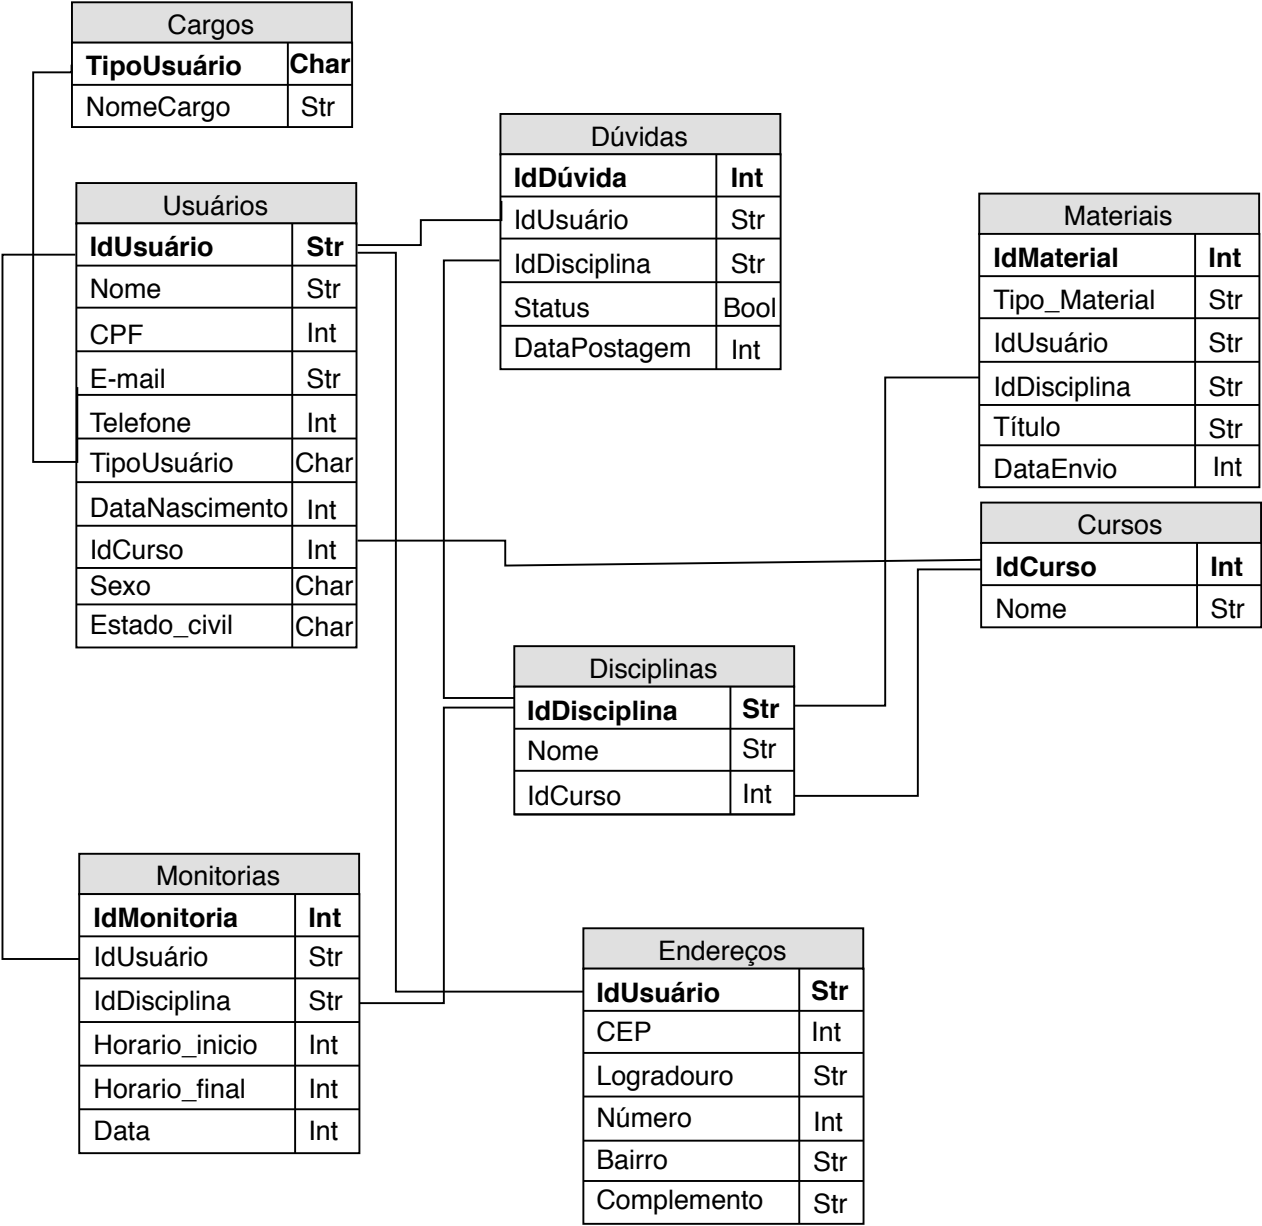 Cargos
TipoUsuário Char
NomeCargo Str
Usuários
IdUsuário Str
Nome Str
CPF Int
E-mail Str
Telefone Int
TipoUsuário Char
DataNascimento Int
IdCurso Int
Sexo Char
Estado_civil Char
Dúvidas
IdDúvida Int
IdUsuário Str
IdDisciplina Str
Status Bool
DataPostagem Int
Materiais
IdMaterial Int
Tipo_Material Str
IdUsuário Str
IdDisciplina Str
Título Str
DataEnvio Int
Cursos
IdCurso Int
Nome Str
Disciplinas
IdDisciplina Str
Nome Str
IdCurso Int
Monitorias
IdMonitoria Int
IdUsuário Str
IdDisciplina Str
Horario_inicio Int
Horario_final Int
Data Int
Endereços
IdUsuário Str
CEP Int
Logradouro Str
Número Int
Bairro Str
Complemento Str